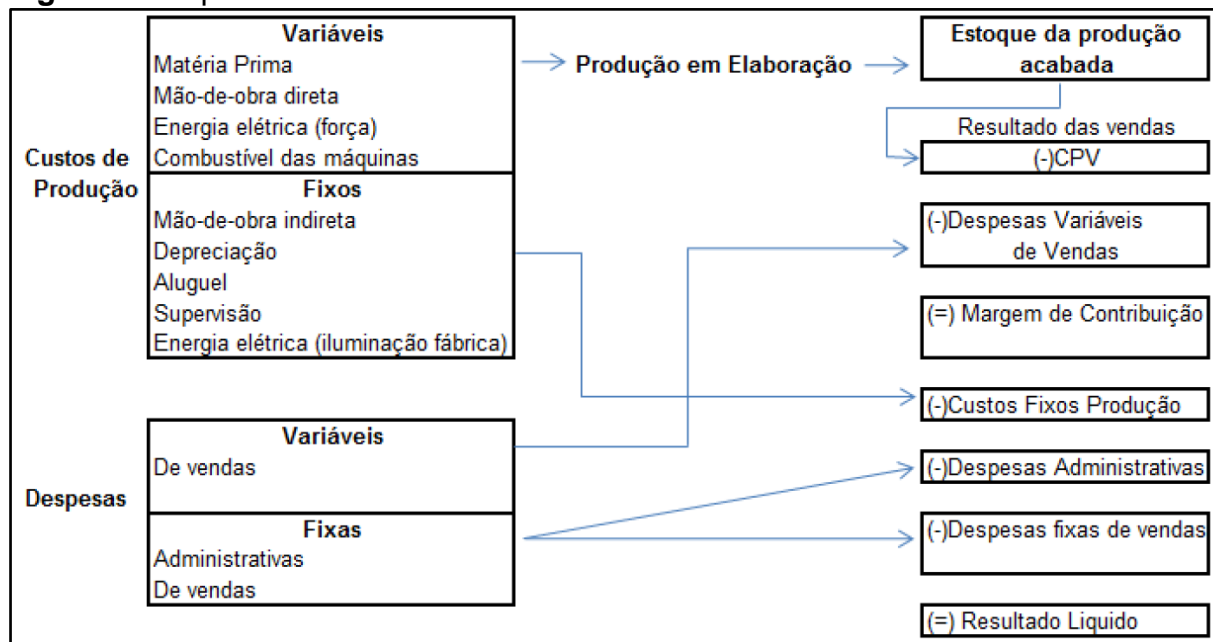 Variáveis
Matéria Prima
Mão-de-obra direta
Energia elétrica (força)
Combustível das máquinas
Custos de
Produção
Fixos
Mão-de-obra indireta
Depreciação
Aluguel
Supervisão
Energia elétrica (iluminação fábrica)
Despesas
Variáveis
De vendas
Fixas
Administrativas
De vendas
Produção em Elaboração
Estoque da produção
acabada
Resultado das vendas
(-)CPV
(-)Despesas Variáveis
de Vendas
(=) Margem de Contribuição
(-)Custos Fixos Produção
(-)Despesas Administrativas
(-)Despesas fixas de vendas
(=) Resultado Liquido